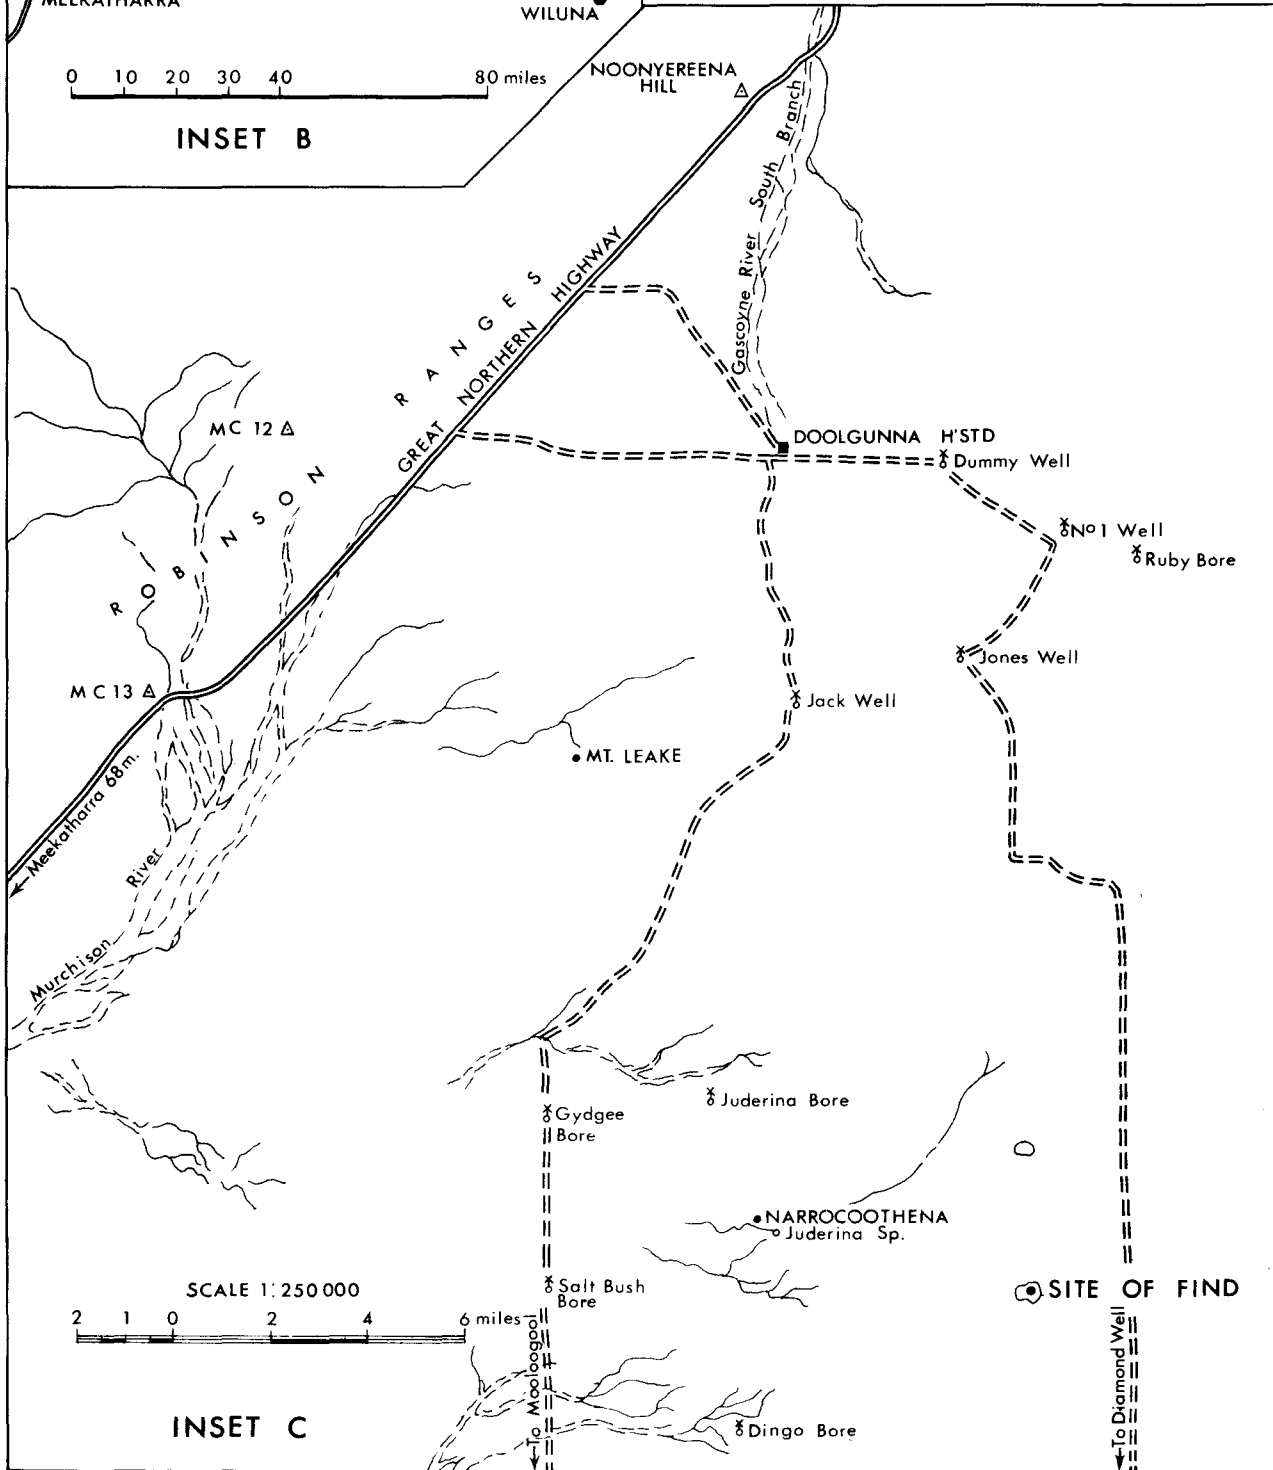 MEEKATHARRA
WILUNA
0 10 20 30 40 80 miles
INSET B
NOONYEREENA
HILL
Gascoyne River South Branch
ROBINSON RANGES
GREAT NORTHERN HIGHWAY
MC 12
DOOLGUNNA H'STD
Dummy Well
No 1 Well
Ruby Bore
Jones Well
MC 13
Jack Well
MT. LEAKE
Meekatharra 68m.
Murchison River
Juderina Bore
Gydgee
Bore
NARROCOOTHENA
Juderina Sp.
SITE OF FIND
Salt Bush
Bore
SCALE 1:250 000
2 1 0 2 4 6 miles
To Mooloogool
To Diamond Well
INSET C
Dingo Bore